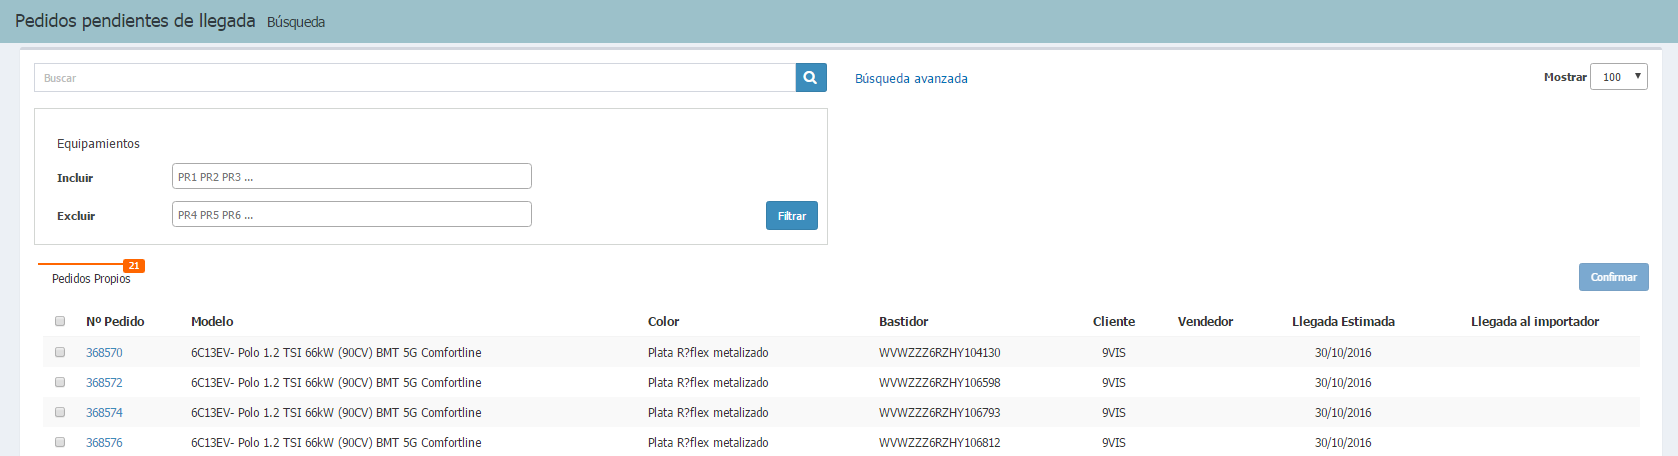 Pedidos pendientes de llegada Búsqueda
Buscar
Búsqueda avanzada
Mostrar 100
Equipamientos
Incluir PR1 PR2 PR3 ...
Excluir PR4 PR5 PR6 ...
Filtrar
21
Pedidos Propios
Confirmar
Nº Pedido Modelo Color Bastidor Cliente Vendedor Llegada Estimada Llegada al importador
368570 6C13EV- Polo 1.2 TSI 66kW (90CV) BMT 5G Comfortline Plata R?flex metalizado WVWZZZ6RZHY104130 9VIS 30/10/2016
368572 6C13EV- Polo 1.2 TSI 66kW (90CV) BMT 5G Comfortline Plata R?flex metalizado WVWZZZ6RZHY106598 9VIS 30/10/2016
368574 6C13EV- Polo 1.2 TSI 66kW (90CV) BMT 5G Comfortline Plata R?flex metalizado WVWZZZ6RZHY106793 9VIS 30/10/2016
368576 6C13EV- Polo 1.2 TSI 66kW (90CV) BMT 5G Comfortline Plata R?flex metalizado WVWZZZ6RZHY106812 9VIS 30/10/2016